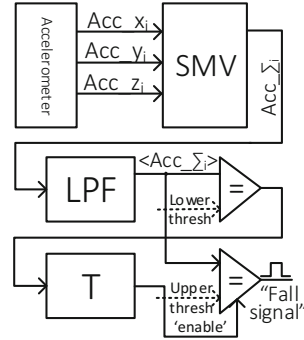 Accelerometer
Acc_x_i
Acc_y_i
Acc_z_i
SMV
Acc_∑_i
LPF
<Acc_∑_i>
Lower
thresh'
=
T
Upper
thresh'
'enable'
=
"Fall
signal"